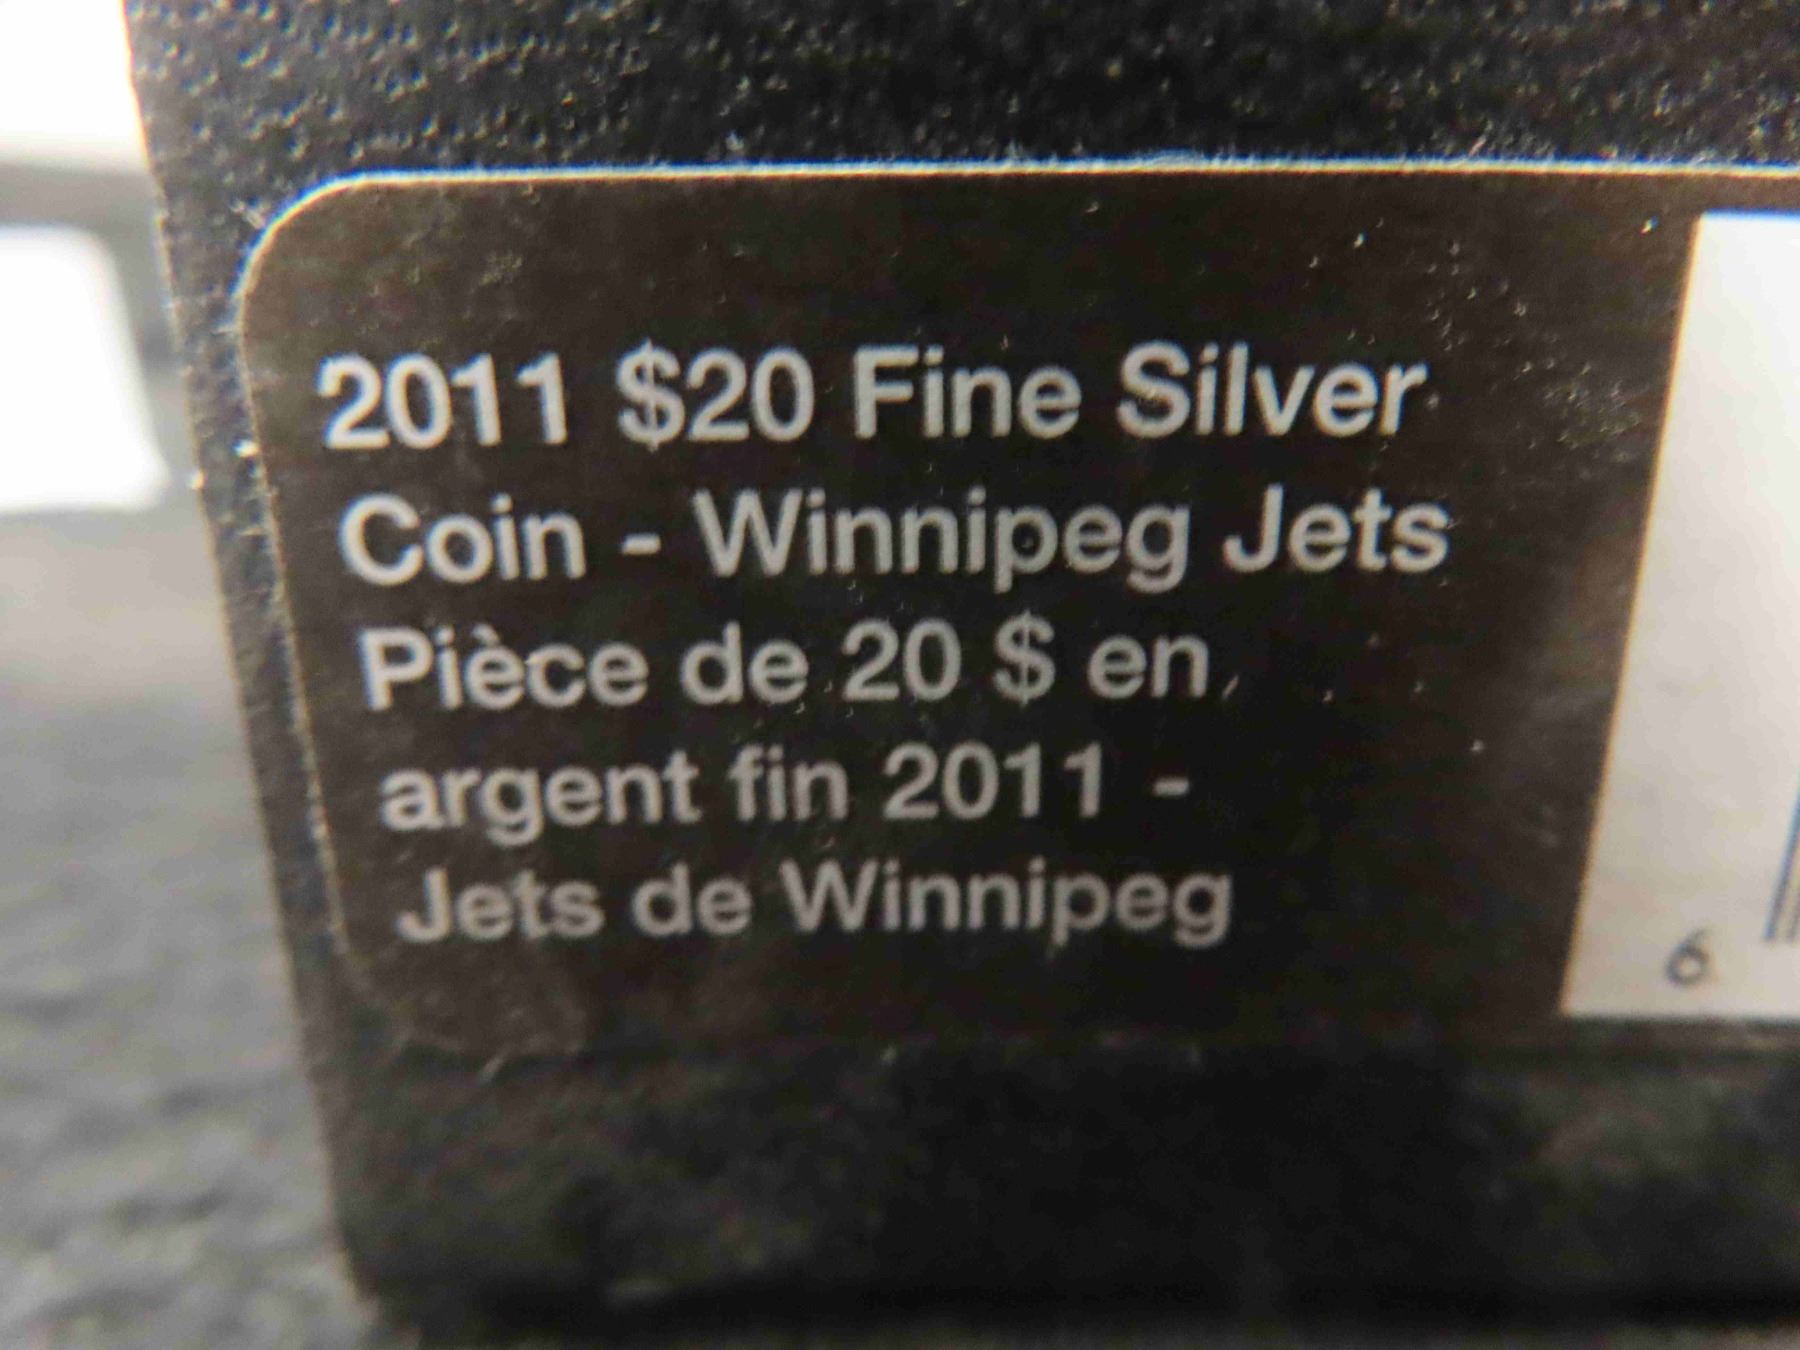 2011 $20 Fine Silver
Coin - Winnipeg Jets
Pièce de 20 $ en
argent fin 2011 -
Jets de Winnipeg
6